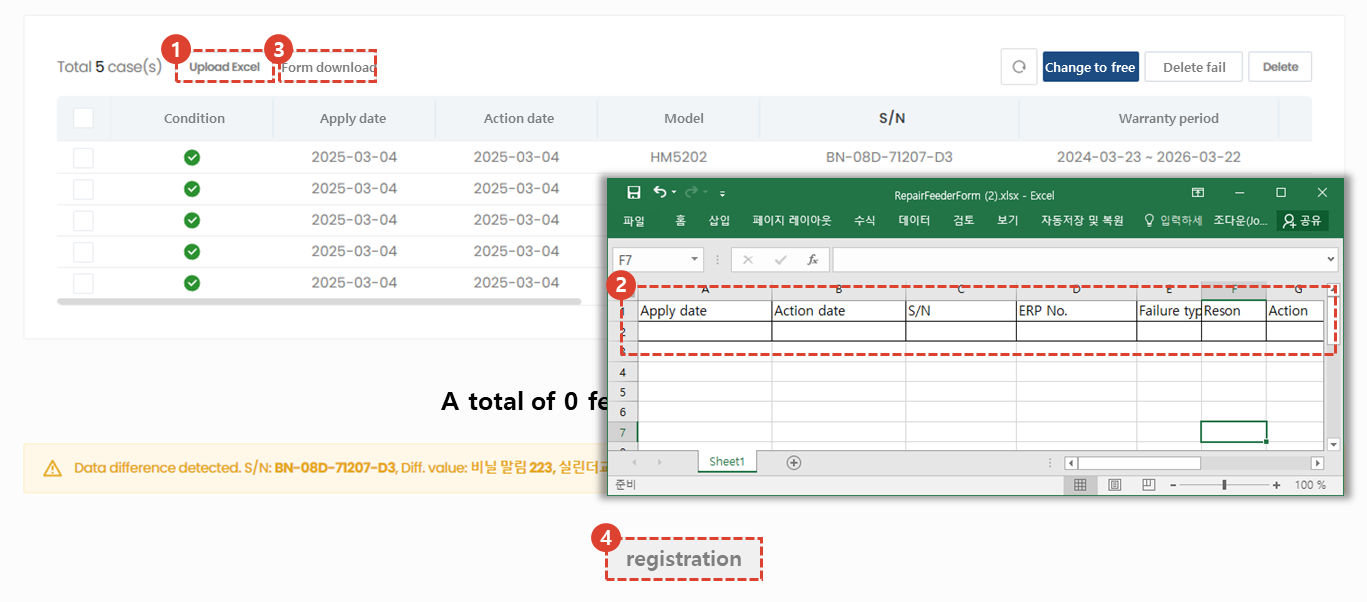 1 3
Total 5 case(s) Upload Excel Form download Change to free Delete fail Delete
Condition Apply date Action date Model S/N Warranty period
2025-03-04 2025-03-04 HM5202 BN-08D-71207-D3 2024-03-23 ~ 2026-03-22
2025-03-04 2025-03-04
2025-03-04 2025-03-04
2025-03-04 2025-03-04
2025-03-04 2025-03-04
RepairFeederForm (2).xlsx - Excel
파일 홈 삽입 페이지 레이아웃 수식 데이터 검토 보기 자동저장 및 복원 입력하세 조다운(Jo... 공유
F7 fx
2
A B C D E F G
1 Apply date Action date S/N ERP No. Failure typ Reson Action
2
3
4
5
6
7
Sheet1
준비 100 %
A total of 0 fe
Data difference detected. S/N: BN-08D-71207-D3, Diff. value: 비닐 말림 223, 실린더교
4
registration